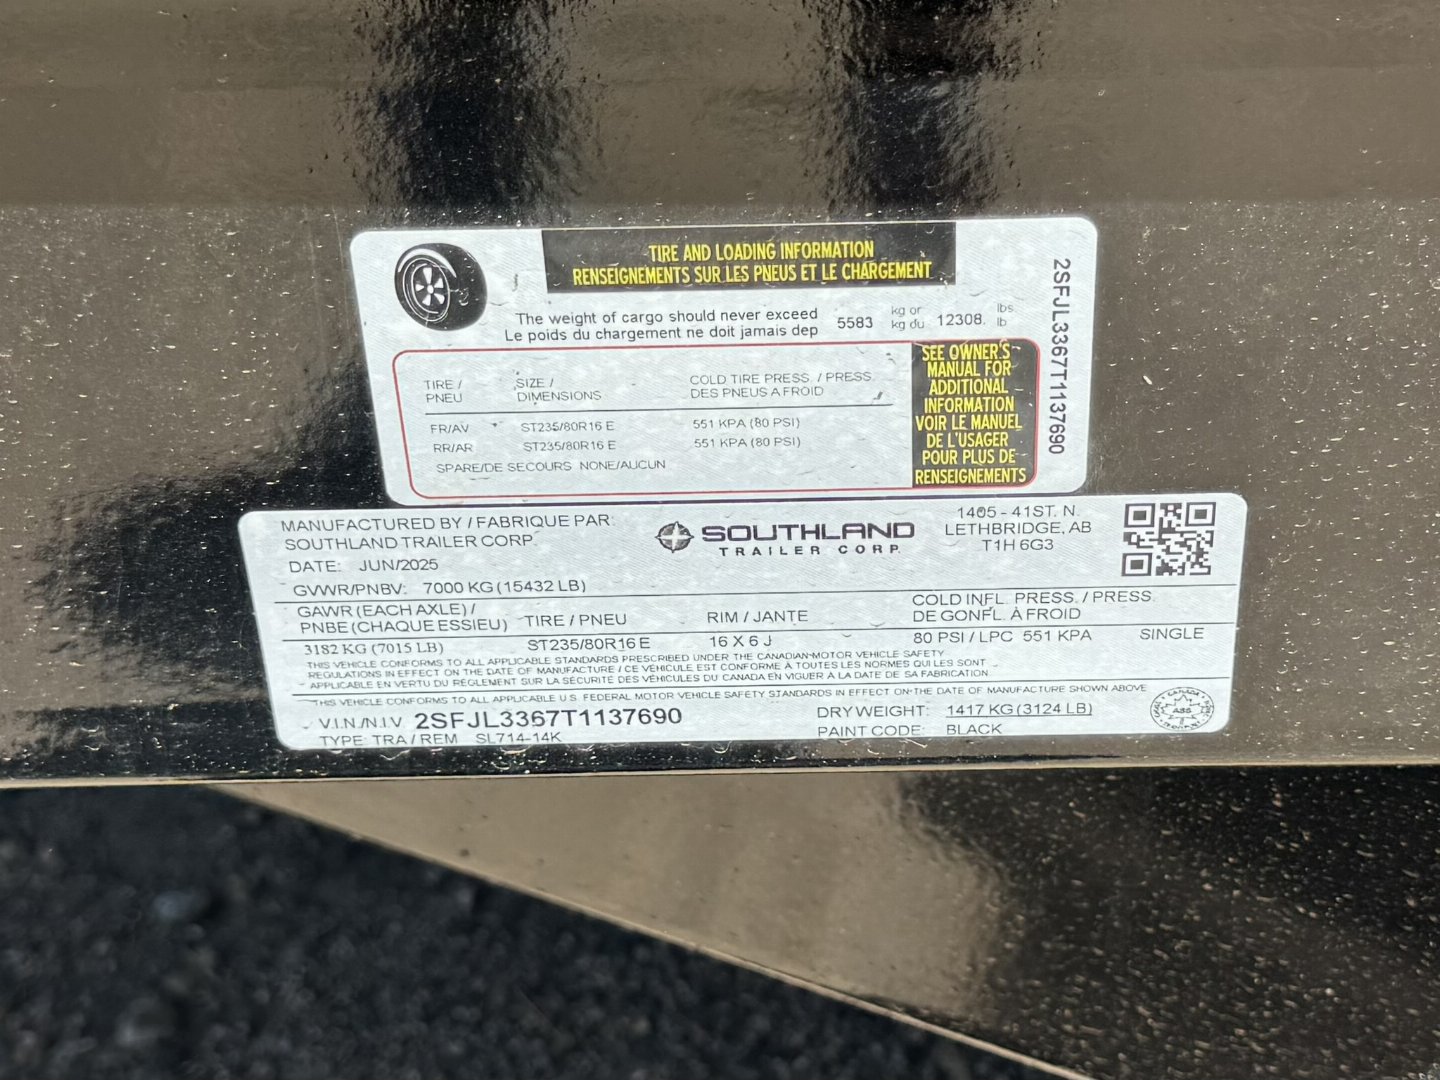 TIRE AND LOADING INFORMATION
RENSEIGNEMENTS SUR LES PNEUS ET LE CHARGEMENT
The weight of cargo should never exceed 5583 kg or 12308. lbs
Le poids du chargement ne doit jamais dep kg du lb
TIRE / SIZE / COLD TIRE PRESS. / PRESS.
PNEU DIMENSIONS DES PNEUS A FROID
FR/AV ST235/80R16 E 551 KPA (80 PSI)
RR/AR ST235/80R16 E 551 KPA (80 PSI)
SPARE/DE SECOURS NONE/AUCUN
SEE OWNER'S
MANUAL FOR
ADDITIONAL
INFORMATION
VOIR LE MANUEL
DE L'USAGER
POUR PLUS DE
RENSEIGNEMENTS
2SFJL3367T1137690
MANUFACTURED BY / FABRIQUE PAR:
SOUTHLAND TRAILER CORP.
SOUTHLAND
TRAILER CORP.
1405 - 41ST. N.
LETHBRIDGE, AB
T1H 6G3
DATE: JUN/2025
GVWR/PNBV: 7000 KG (15432 LB)
GAWR (EACH AXLE) / TIRE / PNEU RIM / JANTE COLD INFL. PRESS. / PRESS.
PNBE (CHAQUE ESSIEU) DE GONFL. À FROID
3182 KG (7015 LB) ST235/80R16 E 16 X 6 J 80 PSI / LPC 551 KPA SINGLE
THIS VEHICLE CONFORMS TO ALL APPLICABLE STANDARDS PRESCRIBED UNDER THE CANADIAN MOTOR VEHICLE SAFETY
REGULATIONS IN EFFECT ON THE DATE OF MANUFACTURE / CE VÉHICULE EST CONFORME À TOUTES LES NORMES QUI LES SONT
APPLICABLE EN VERTU DU RÉGLEMENT SUR LA SÉCURITÉ DES VÉHICULES DU CANADA EN VIGUER À LA DATE DE SA FABRICATION
THIS VEHICLE CONFORMS TO ALL APPLICABLE U.S. FEDERAL MOTOR VEHICLE SAFETY STANDARDS IN EFFECT ON THE DATE OF MANUFACTURE SHOWN ABOVE
V.I.N./N.I.V. 2SFJL3367T1137690 DRY WEIGHT: 1417 KG (3124 LB)
TYPE: TRA / REM SL714-14K PAINT CODE: BLACK
CANADA